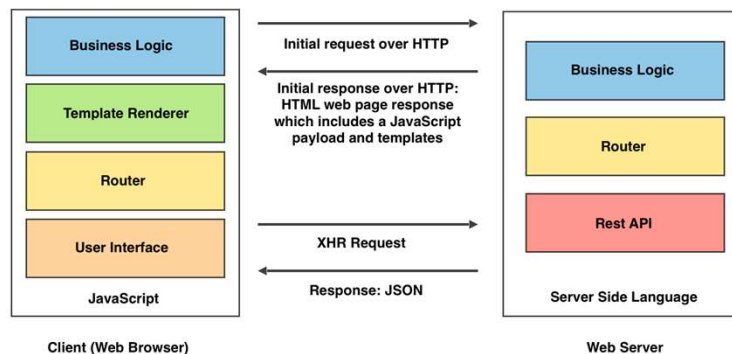 Business Logic
Template Renderer
Router
User Interface
JavaScript
Client (Web Browser)
Initial request over HTTP
Initial response over HTTP:
HTML web page response
which includes a JavaScript
payload and templates
XHR Request
Response: JSON
Business Logic
Router
Rest API
Server Side Language
Web Server